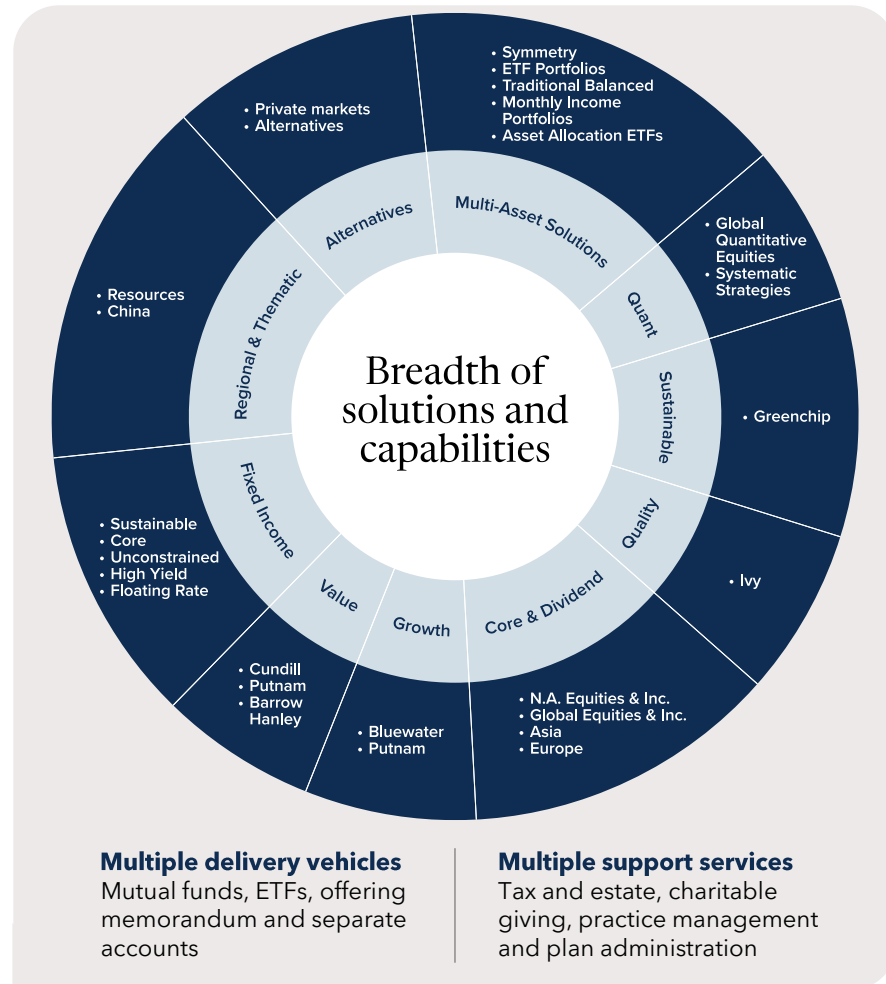 • Symmetry
• ETF Portfolios
• Traditional Balanced
• Monthly Income
Portfolios
• Asset Allocation ETFs
Multi-Asset Solutions
• Global
Quantitative
Equities
• Systematic
Strategies
Quant
• Greenchip
Sustainable
• Ivy
Quality
• N.A. Equities & Inc.
• Global Equities & Inc.
• Asia
• Europe
Core & Dividend
• Bluewater
• Putnam
Growth
• Cundill
• Putnam
• Barrow
Hanley
Value
• Sustainable
• Core
• Unconstrained
• High Yield
• Floating Rate
Fixed Income
• Resources
• China
Regional & Thematic
• Private markets
• Alternatives
Alternatives
Breadth of
solutions and
capabilities
Multiple delivery vehicles
Mutual funds, ETFs, offering
memorandum and separate
accounts
Multiple support services
Tax and estate, charitable
giving, practice management
and plan administration